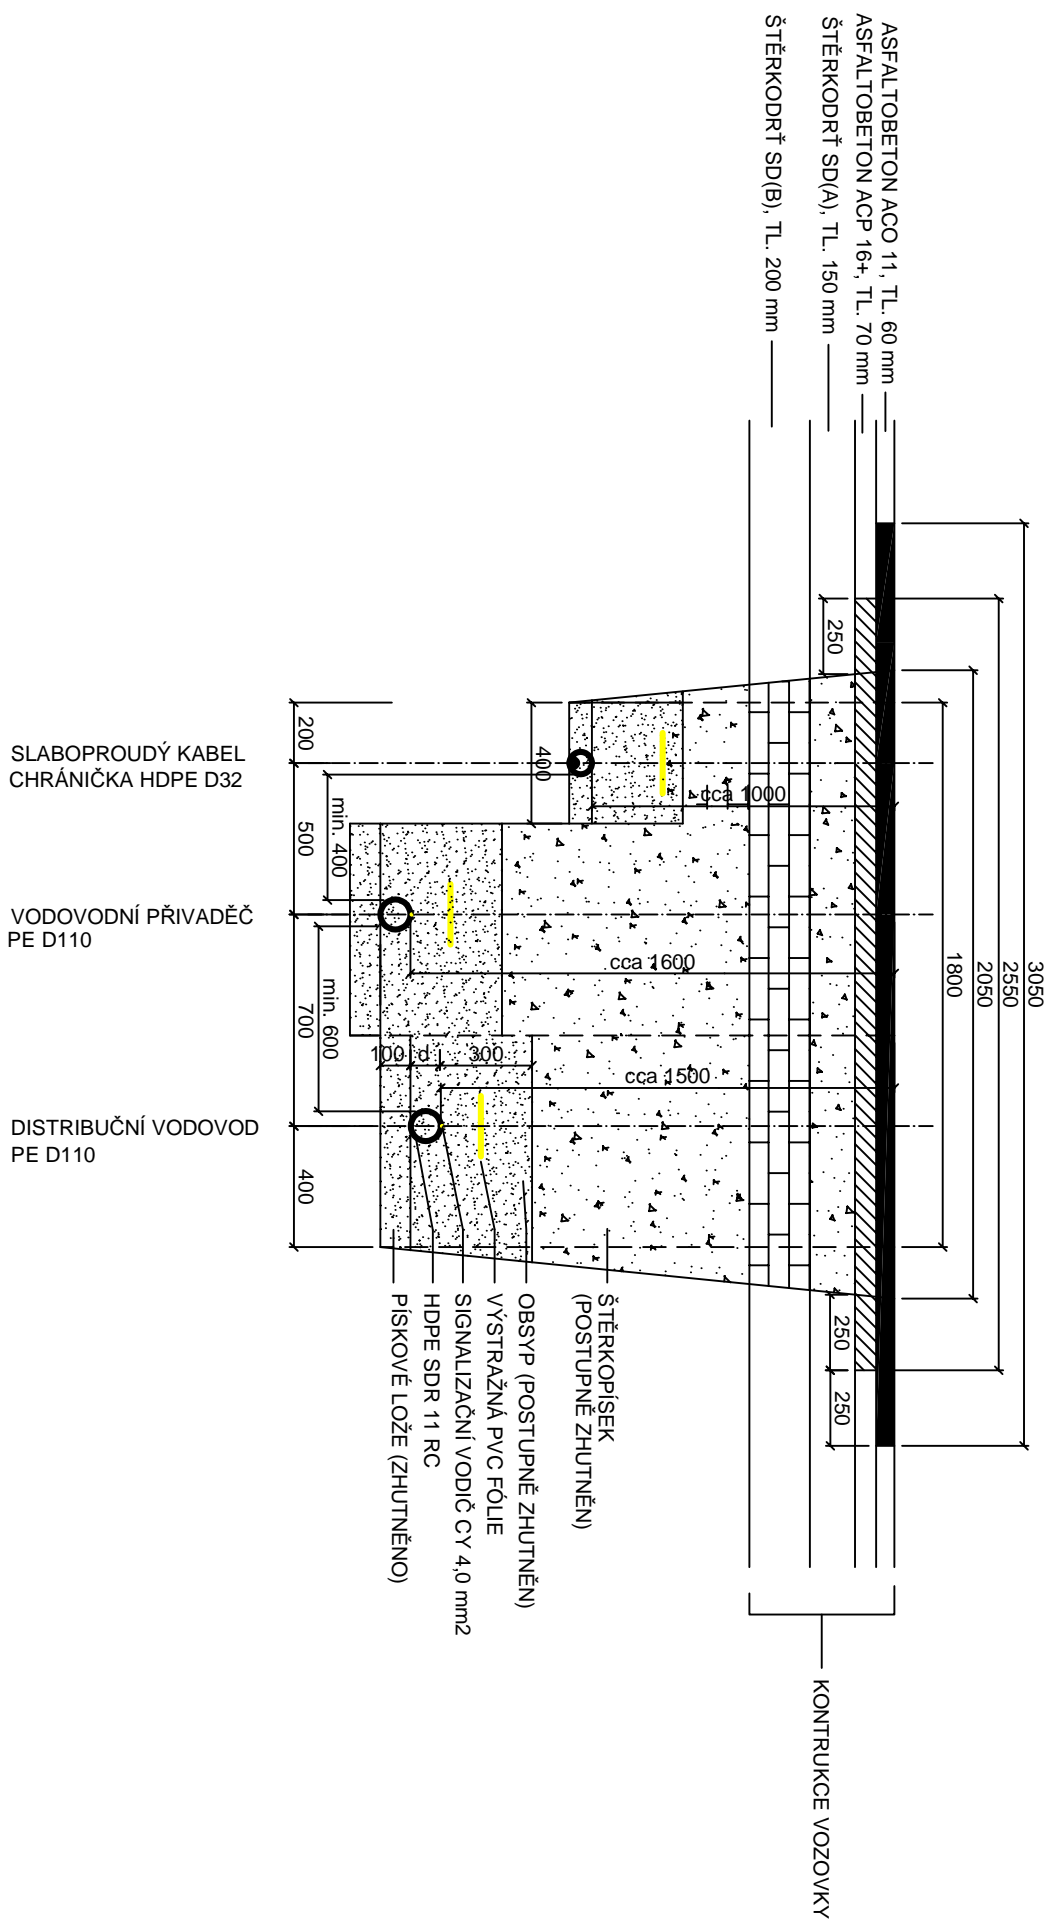 ASFALTOBETON ACO 11, TL. 60 mm
ASFALTOBETON ACP 16+, TL. 70 mm
ŠTĚRKODRŤ SD(A), TL. 150 mm
ŠTĚRKODRŤ SD(B), TL. 200 mm
3050
2550
2050
1800
250
250
250
KONTRUKCE VOZOVKY
cca 1000
cca 1600
cca 1500
400
100
d
300
200
500
700
400
min. 400
min. 600
SLABOPROUDÝ KABEL
CHRÁNIČKA HDPE D32
VODOVODNÍ PŘIVADĚČ
PE D110
DISTRIBUČNÍ VODOVOD
PE D110
ŠTĚRKOPÍSEK
(POSTUPNĚ ZHUTNĚN)
OBSYP (POSTUPNĚ ZHUTNĚN)
VÝSTRAŽNÁ PVC FÓLIE
SIGNALIZAČNÍ VODIČ CY 4,0 mm2
HDPE SDR 11 RC
PÍSKOVÉ LOŽE (ZHUTNĚNO)